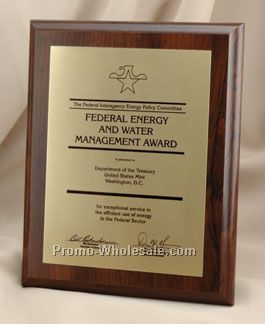 The Federal Interagency Energy Policy Committee
FEDERAL ENERGY
AND WATER
MANAGEMENT AWARD
is presented to
Department of the Treasury
United States Mint
Washington, D.C.
for exceptional service in
the efficient use of energy
in the Federal Sector
Promo-Wholesale.com